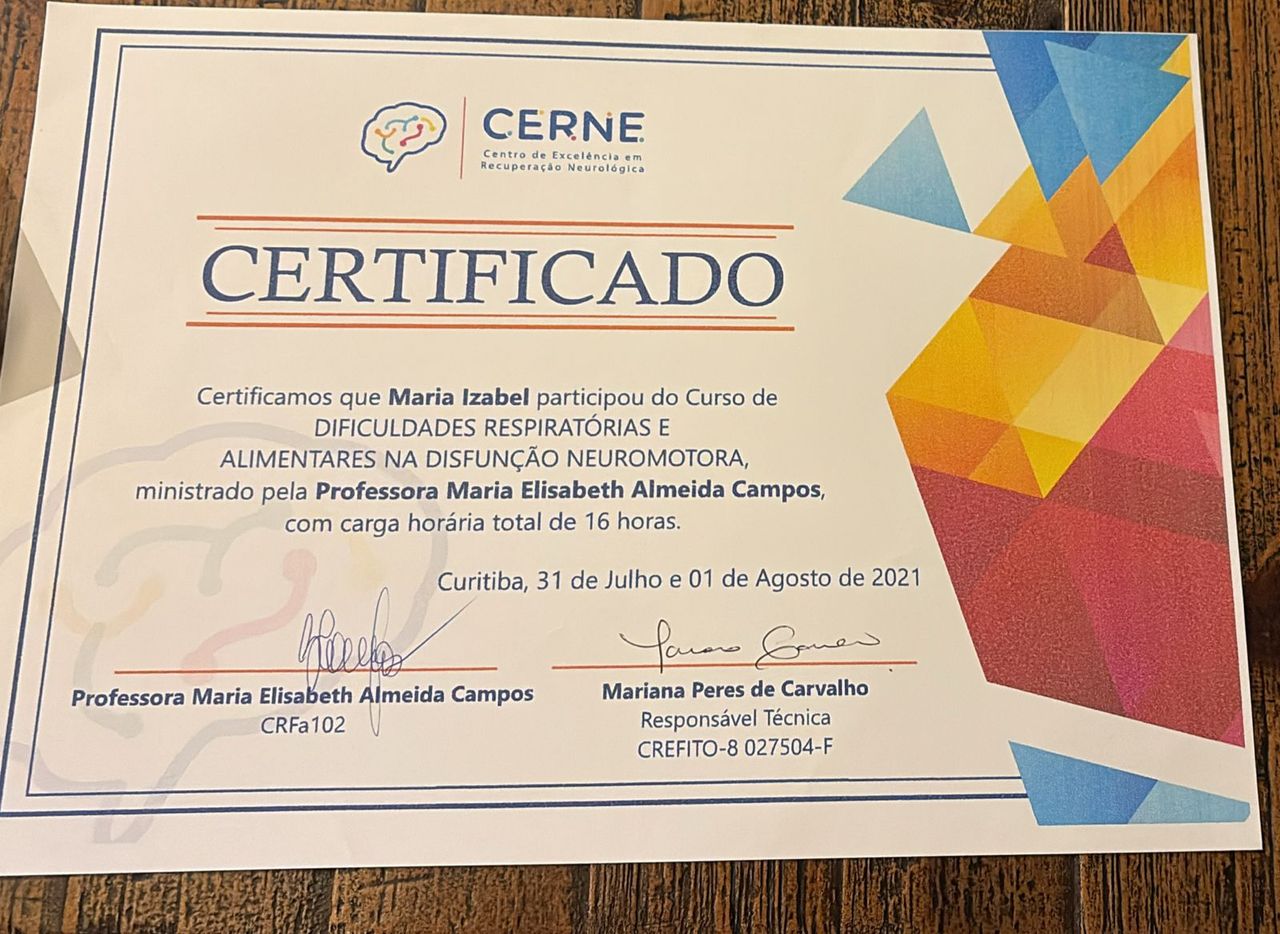 CERNE
Centro de Excelência em
Recuperação Neurológica
CERTIFICADO
Certificamos que Maria Izabel participou do Curso de
DIFICULDADES RESPIRATÓRIAS E
ALIMENTARES NA DISFUNÇÃO NEUROMOTORA,
ministrado pela Professora Maria Elisabeth Almeida Campos,
com carga horária total de 16 horas.
Curitiba, 31 de Julho e 01 de Agosto de 2021
Professora Maria Elisabeth Almeida Campos
CRFa102
Mariana Peres de Carvalho
Responsável Técnica
CREFITO-8 027504-F